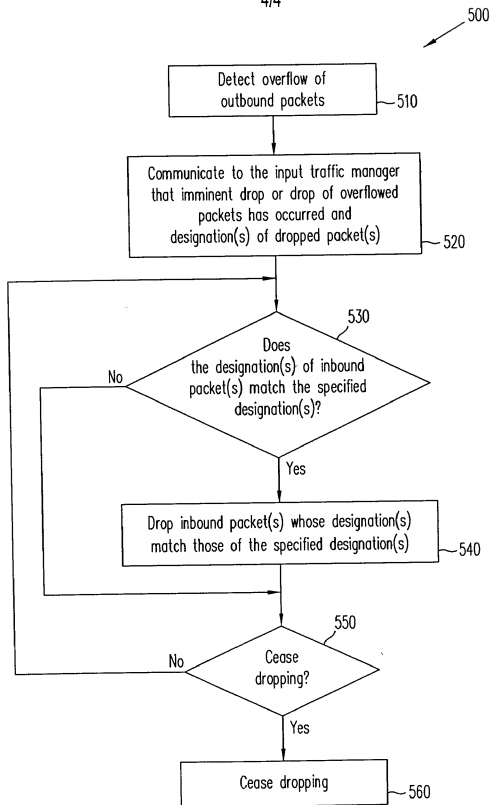 4/4
500
Detect overflow of
outbound packets
510
Communicate to the input traffic manager
that imminent drop or drop of overflowed
packets has occurred and
designation(s) of dropped packet(s)
520
530
Does
the designation(s) of inbound
packet(s) match the specified
designation(s)?
No
Yes
Drop inbound packet(s) whose designation(s)
match those of the specified designation(s)
540
550
Cease
dropping?
No
Yes
Cease dropping
560